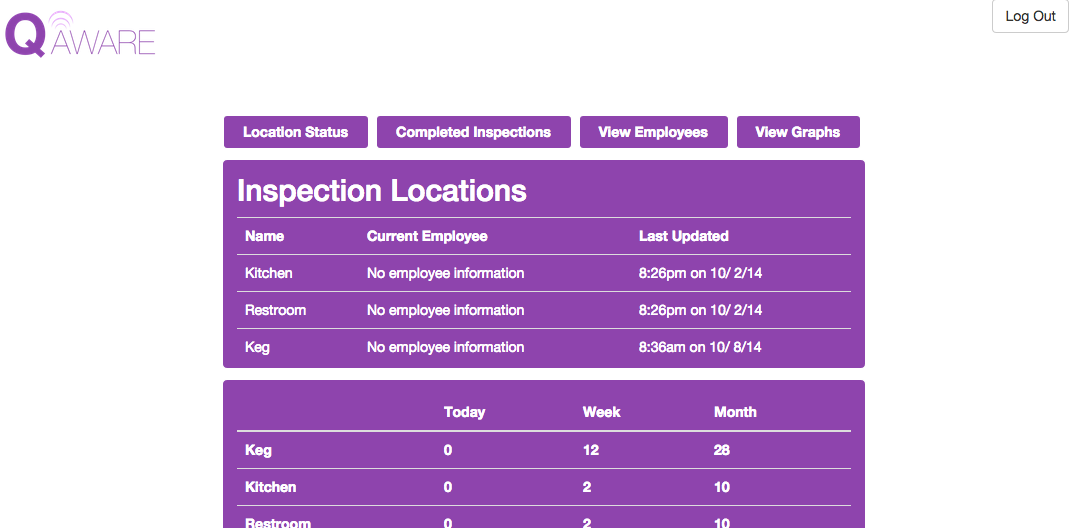 Q AWARE
Log Out
Location Status Completed Inspections View Employees View Graphs
Inspection Locations
Name Current Employee Last Updated
Kitchen No employee information 8:26pm on 10/ 2/14
Restroom No employee information 8:26pm on 10/ 2/14
Keg No employee information 8:36am on 10/ 8/14
Today Week Month
Keg 0 12 28
Kitchen 0 2 10
Restroom 0 2 10